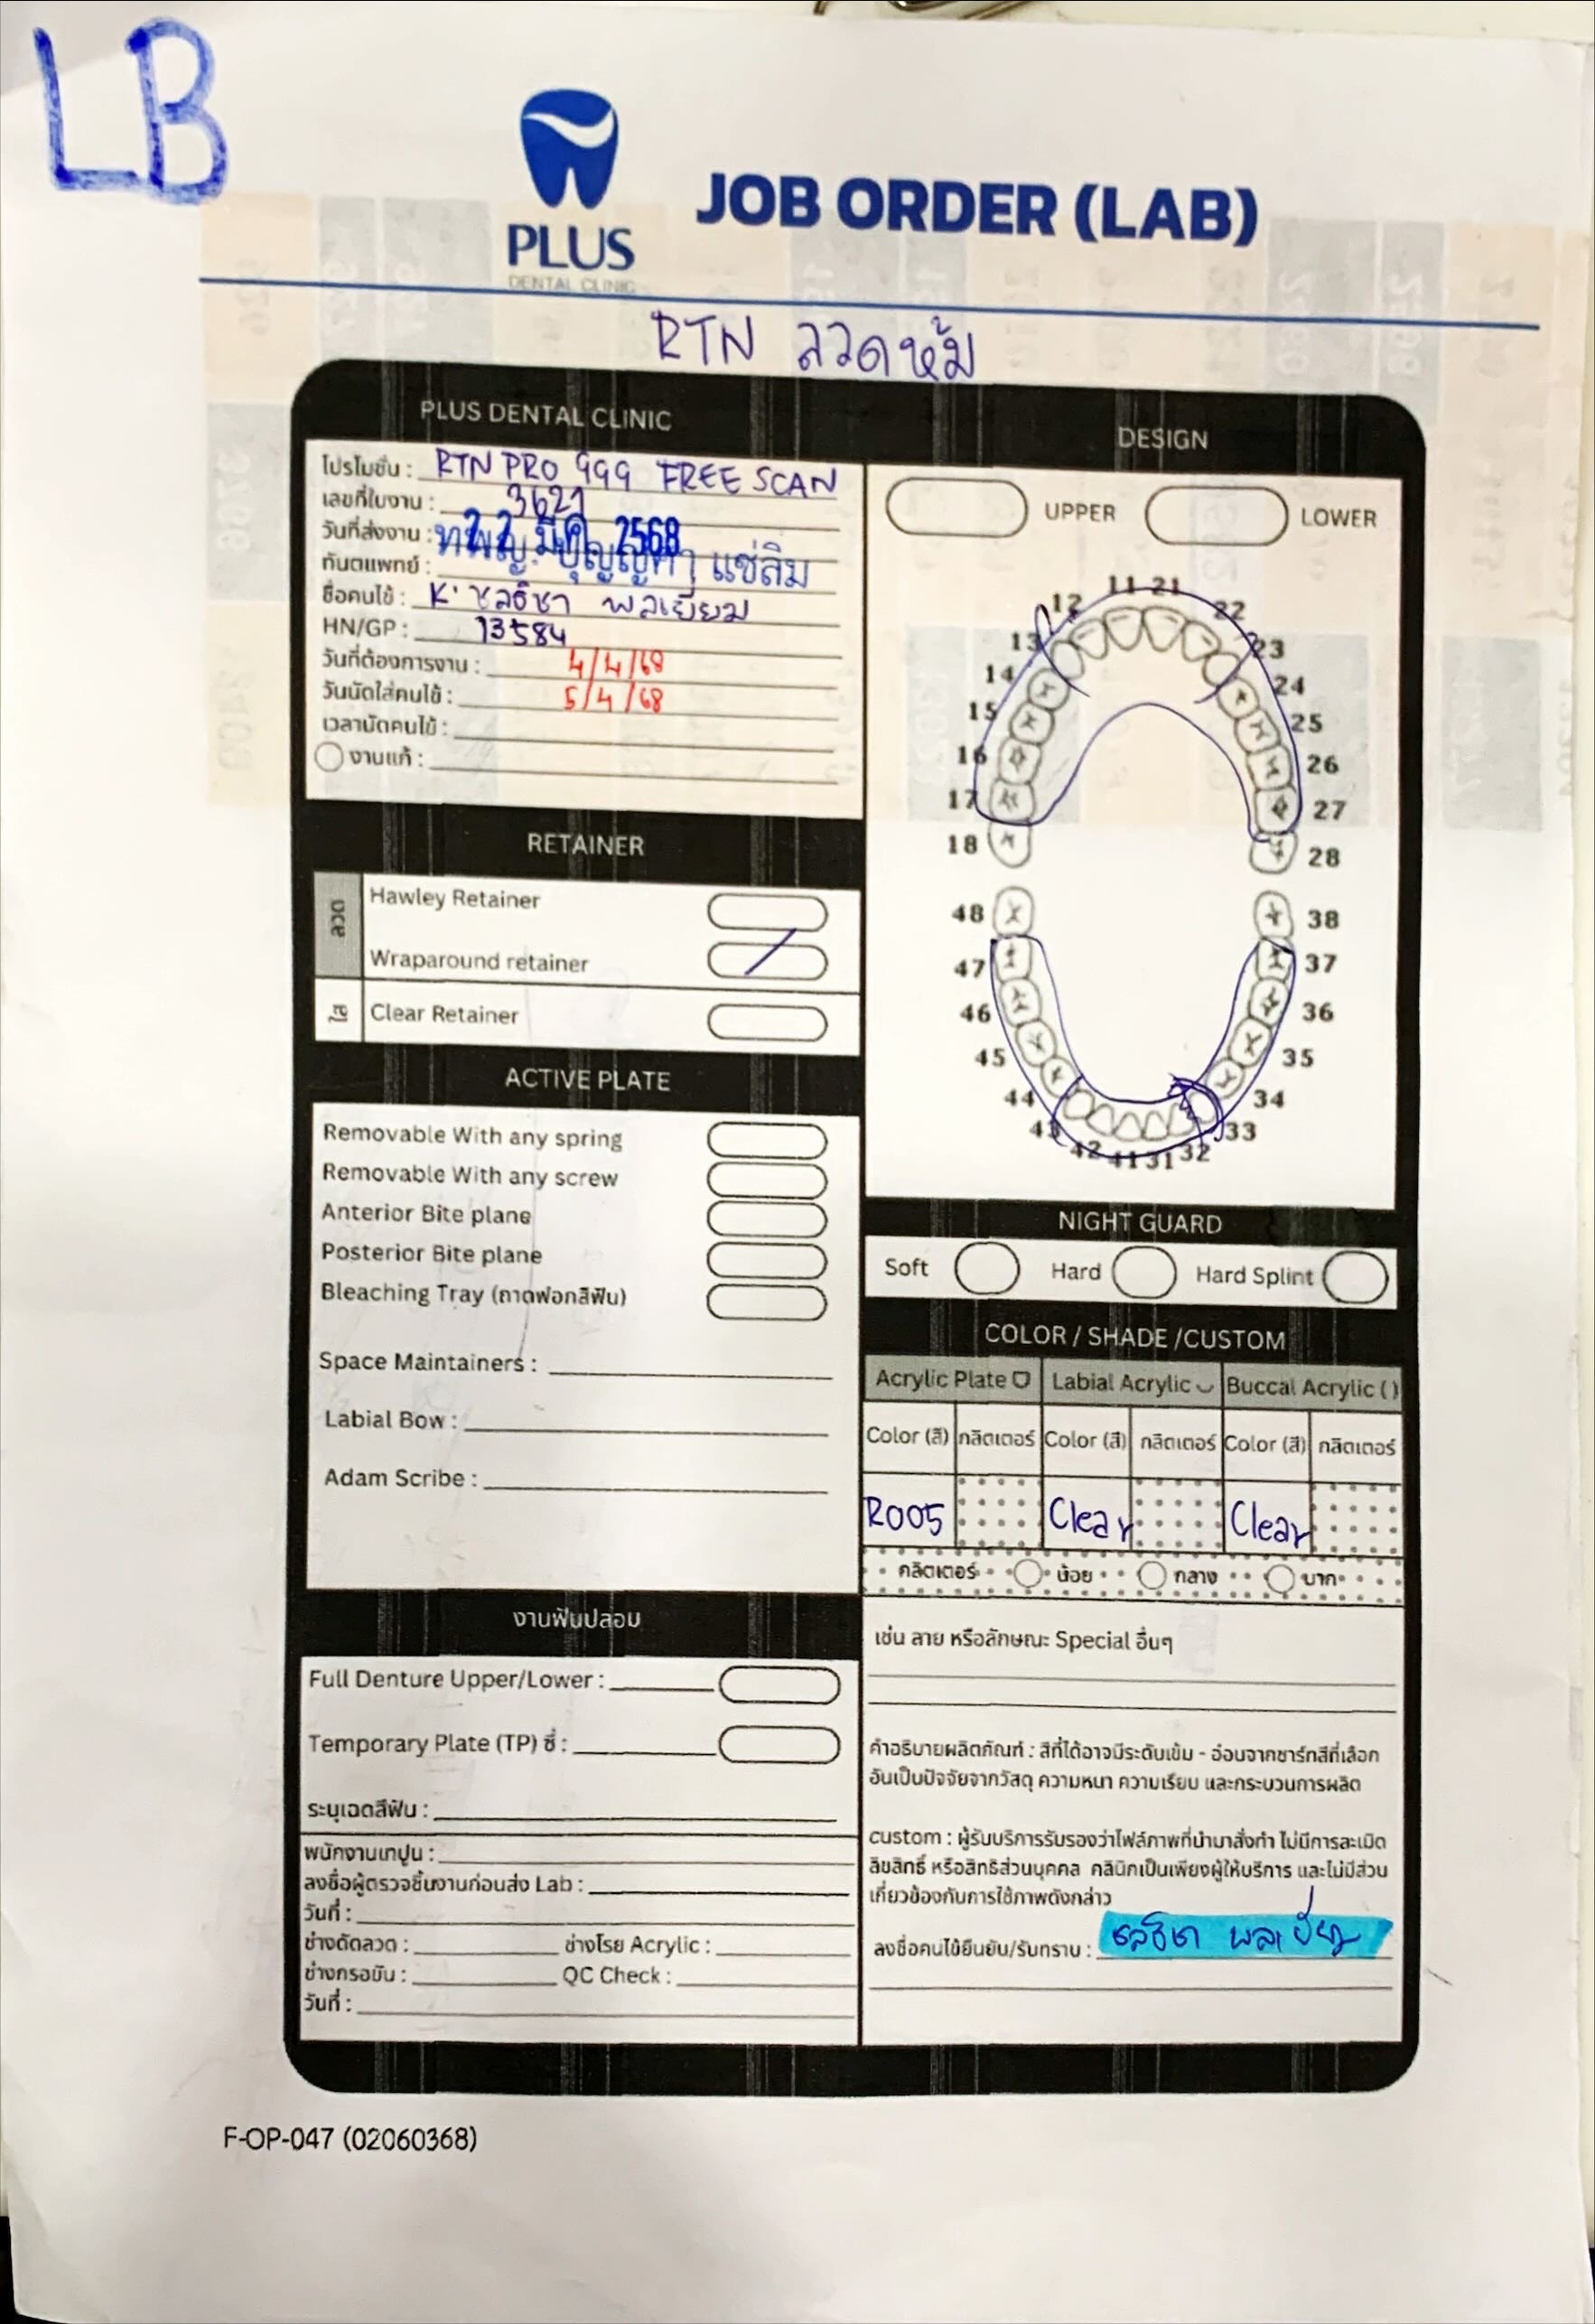 LB
PLUS
DENTAL CLINIC
JOB ORDER (LAB)
RTN ลวดหุ้ม
PLUS DENTAL CLINIC
โปรโมชั่น : RTN PRO 999 FREE SCAN
เลขที่ใบงาน : 3621
วันที่ส่งงาน : 22 มี.ค. 2568
ทันตแพทย์ : ทพญ. ปุญญิศา แซ่ลิม
ชื่อคนไข้ : K. ชลธิชา พลเยี่ยม
HN/GP : 13584
วันที่ต้องการงาน : 4/4/68
วันนัดใส่คนไข้ : 5/4/68
เวลานัดคนไข้ :
งานแก้ :
RETAINER
ลวด
Hawley Retainer
Wraparound retainer
ใส
Clear Retainer
ACTIVE PLATE
Removable With any spring
Removable With any screw
Anterior Bite plane
Posterior Bite plane
Bleaching Tray (ถาดฟอกสีฟัน)
Space Maintainers :
Labial Bow :
Adam Scribe :
งานฟันปลอม
Full Denture Upper/Lower :
Temporary Plate (TP) ซี่ :
ระบุเฉดสีฟัน :
พนักงานเทปูน :
ลงชื่อผู้ตรวจชิ้นงานก่อนส่ง Lab :
วันที่ :
ช่างดัดลวด : ช่างโรย Acrylic :
ช่างกรอขัน : QC Check :
วันที่ :
DESIGN
UPPER LOWER
11 21
12 22
13 23
14 24
15 25
16 26
17 27
18 28
48 38
47 37
46 36
45 35
44 34
43 33
42 41 31 32
NIGHT GUARD
Soft Hard Hard Splint
COLOR / SHADE /CUSTOM
Acrylic Plate Labial Acrylic Buccal Acrylic ( )
Color (สี) กลิตเตอร์ Color (สี) กลิตเตอร์ Color (สี) กลิตเตอร์
R005 Clear Clear
กลิตเตอร์ น้อย กลาง มาก
เช่น ลาย หรือลักษณะ Special อื่นๆ
คำอธิบายผลิตภัณฑ์ : สีที่ได้อาจมีระดับเข้ม - อ่อนจากชาร์ทสีที่เลือก
อันเป็นปัจจัยจากวัสดุ ความหนา ความเรียบ และกระบวนการผลิต
custom : ผู้รับบริการรับรองว่าไฟล์ภาพที่นำมาสั่งทำ ไม่มีการละเมิด
ลิขสิทธิ์ หรือสิทธิส่วนบุคคล คลินิกเป็นเพียงผู้ให้บริการ และไม่มีส่วน
เกี่ยวข้องกับการใช้ภาพดังกล่าว
ลงชื่อคนไข้ยืนยัน/รับทราบ : ชลธิชา พลเยี่ยม
F-OP-047 (02060368)